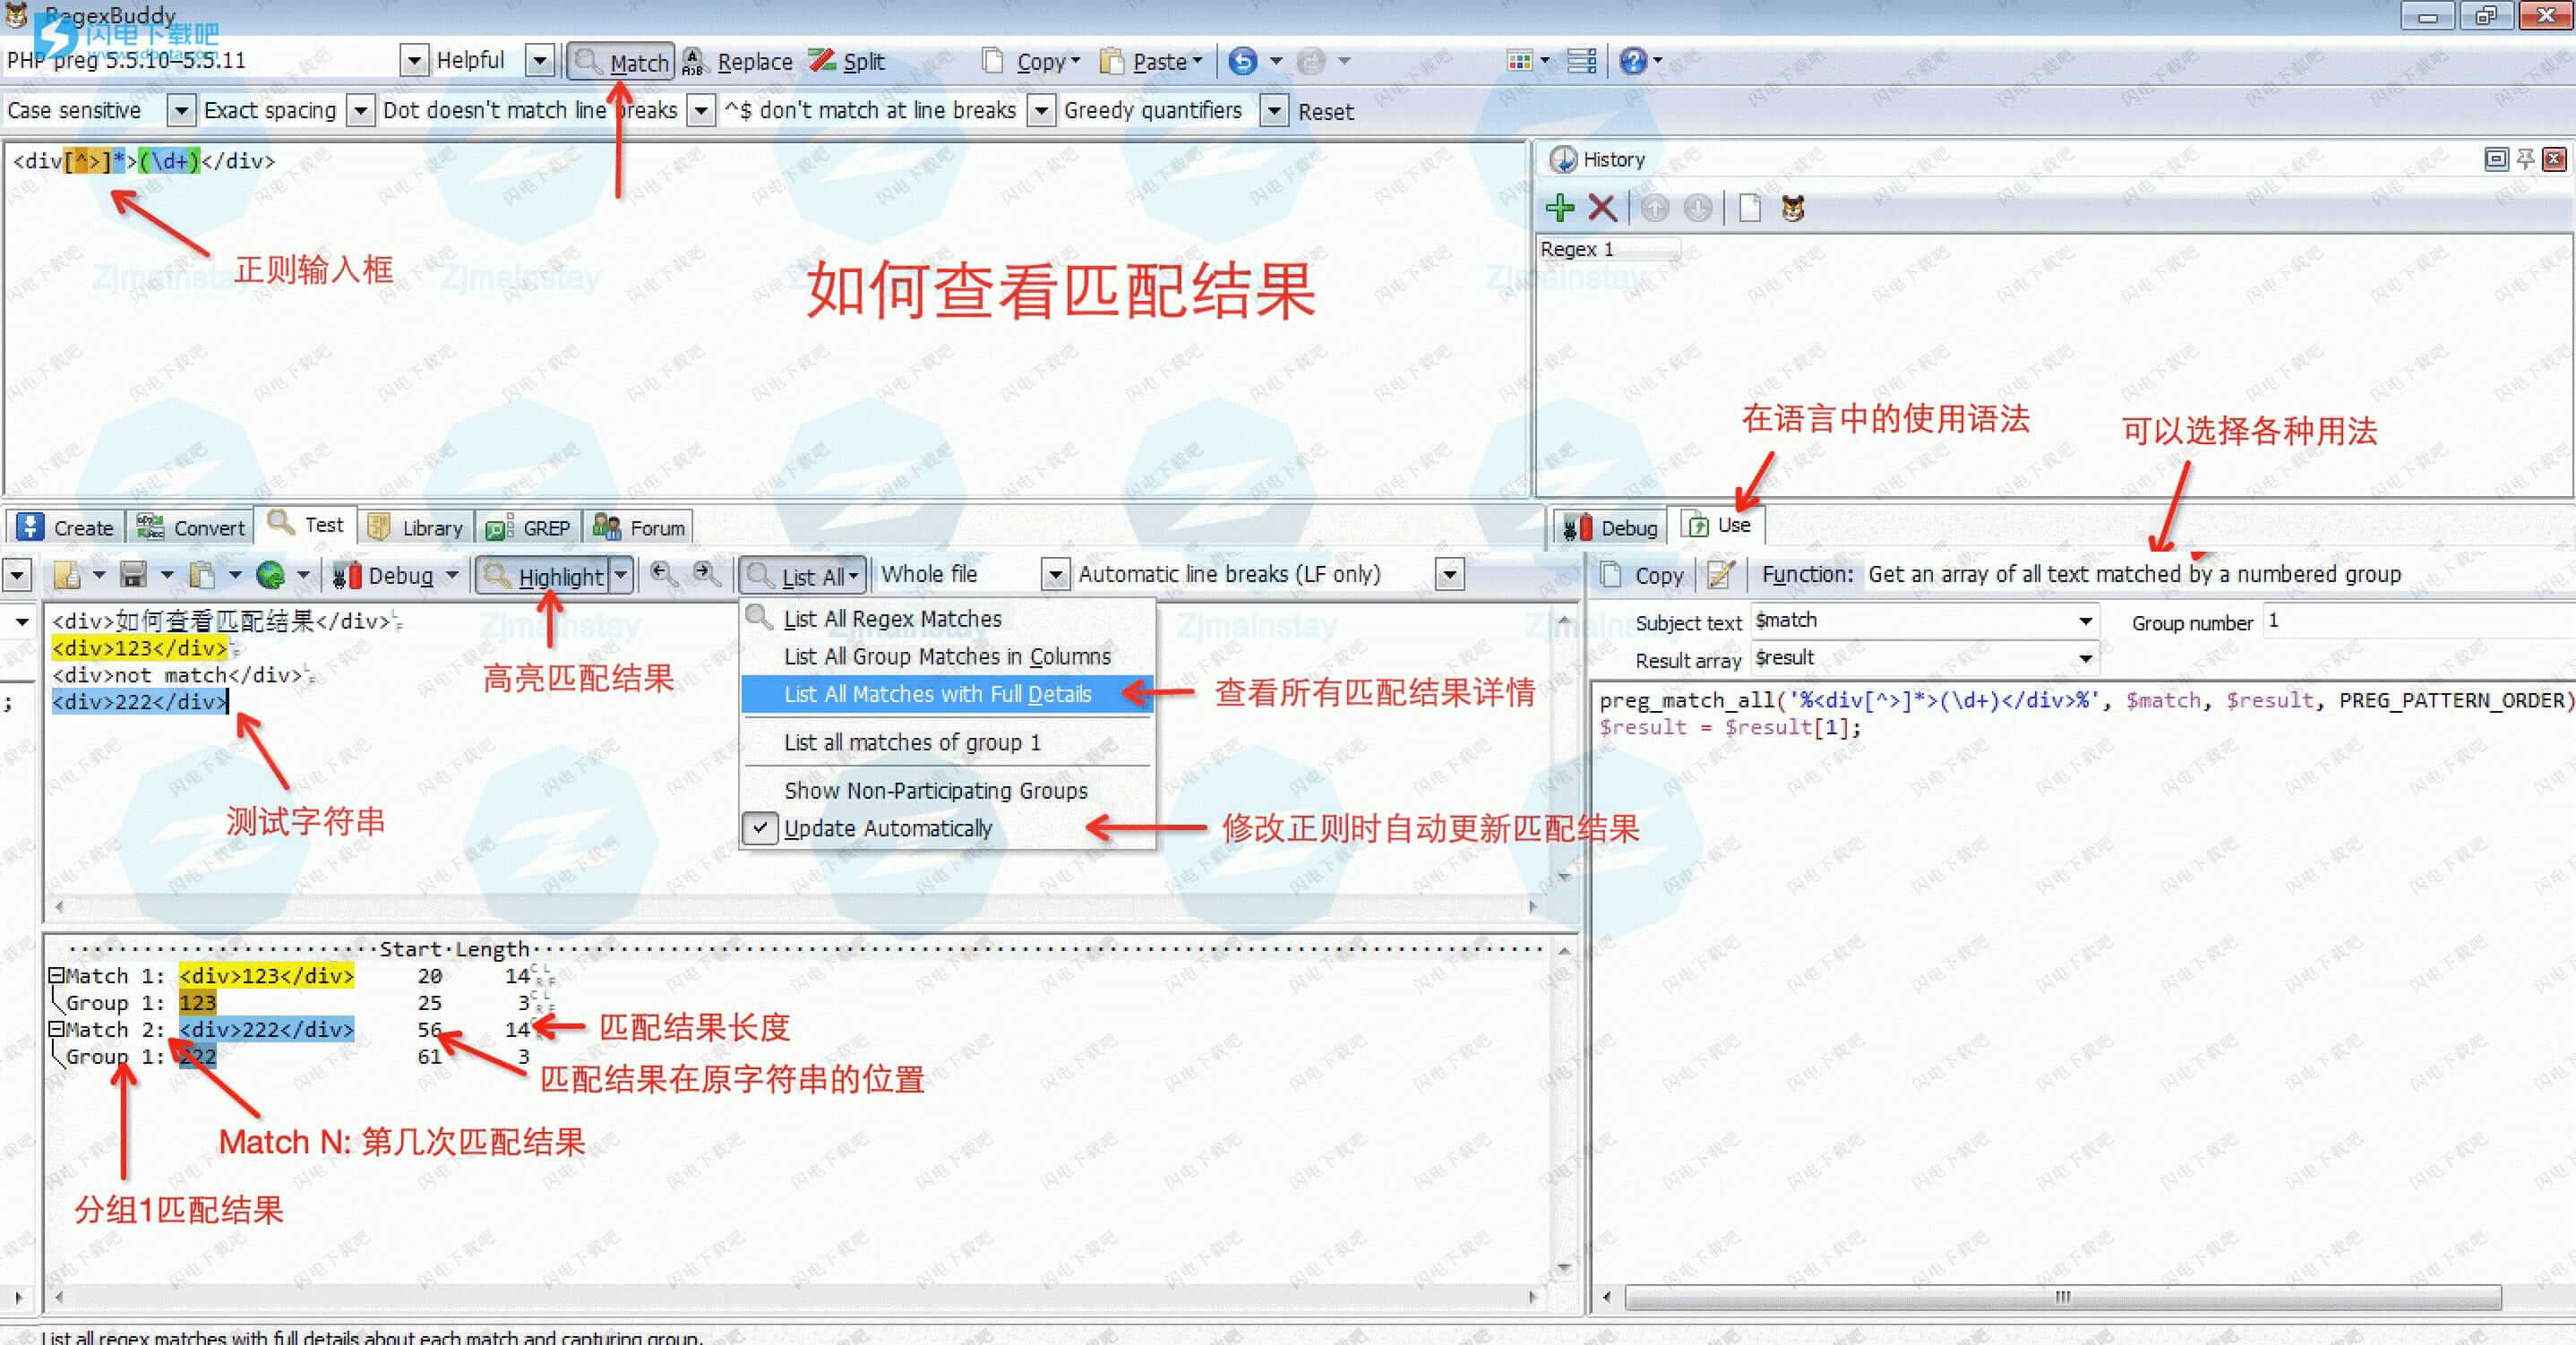 RegexBuddy
闪电下载吧
PHP preg 5.5.10–5.5.11 Helpful Match Replace Split Copy Paste
Case sensitive Exact spacing Dot doesn't match line breaks ^$ don't match at line breaks Greedy quantifiers Reset
<div[^>]*>(\d+)</div>
正则输入框
如何查看匹配结果
Zjmainstay
History
Regex 1
在语言中的使用语法
可以选择各种用法
Create Convert Test Library GREP Forum
Debug Use
Debug Highlight List All Whole file Automatic line breaks (LF only)
Copy Function: Get an array of all text matched by a numbered group
Subject text $match Group number 1
Result array $result
preg_match_all('%<div[^>]*>(\d+)</div>%', $match, $result, PREG_PATTERN_ORDER)
$result = $result[1];
<div>如何查看匹配结果</div>
<div>123</div>
<div>not match</div>
<div>222</div>
高亮匹配结果
测试字符串
List All Regex Matches
List All Group Matches in Columns
List All Matches with Full Details
List all matches of group 1
Show Non-Participating Groups
Update Automatically
查看所有匹配结果详情
修改正则时自动更新匹配结果
;
Start Length
Match 1: <div>123</div> 20 14
Group 1: 123 25 3
Match 2: <div>222</div> 56 14
Group 1: 222 61 3
匹配结果长度
匹配结果在原字符串的位置
Match N: 第几次匹配结果
分组1匹配结果
List all regex matches with full details about each match and capturing group.